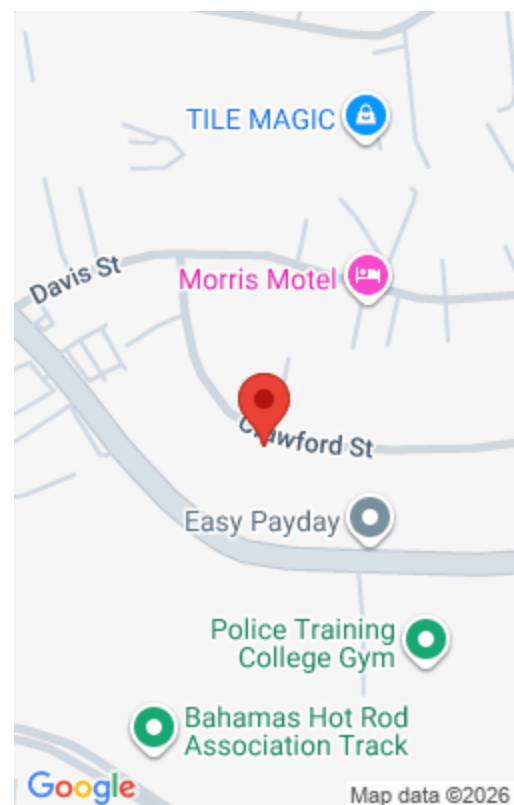 TILE MAGIC
Davis St
Morris Motel
Crawford St
Easy Payday
Police Training
College Gym
Bahamas Hot Rod
Association Track
Google
Map data ©2026